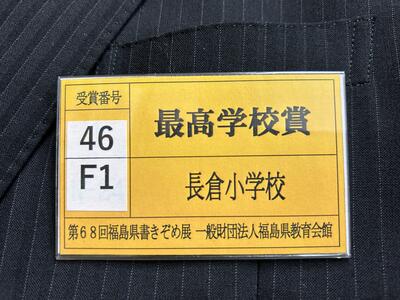 受賞番号
46
F1
最高学校賞
長倉小学校
第68回福島県書きぞめ展 一般財団法人福島県教育会館